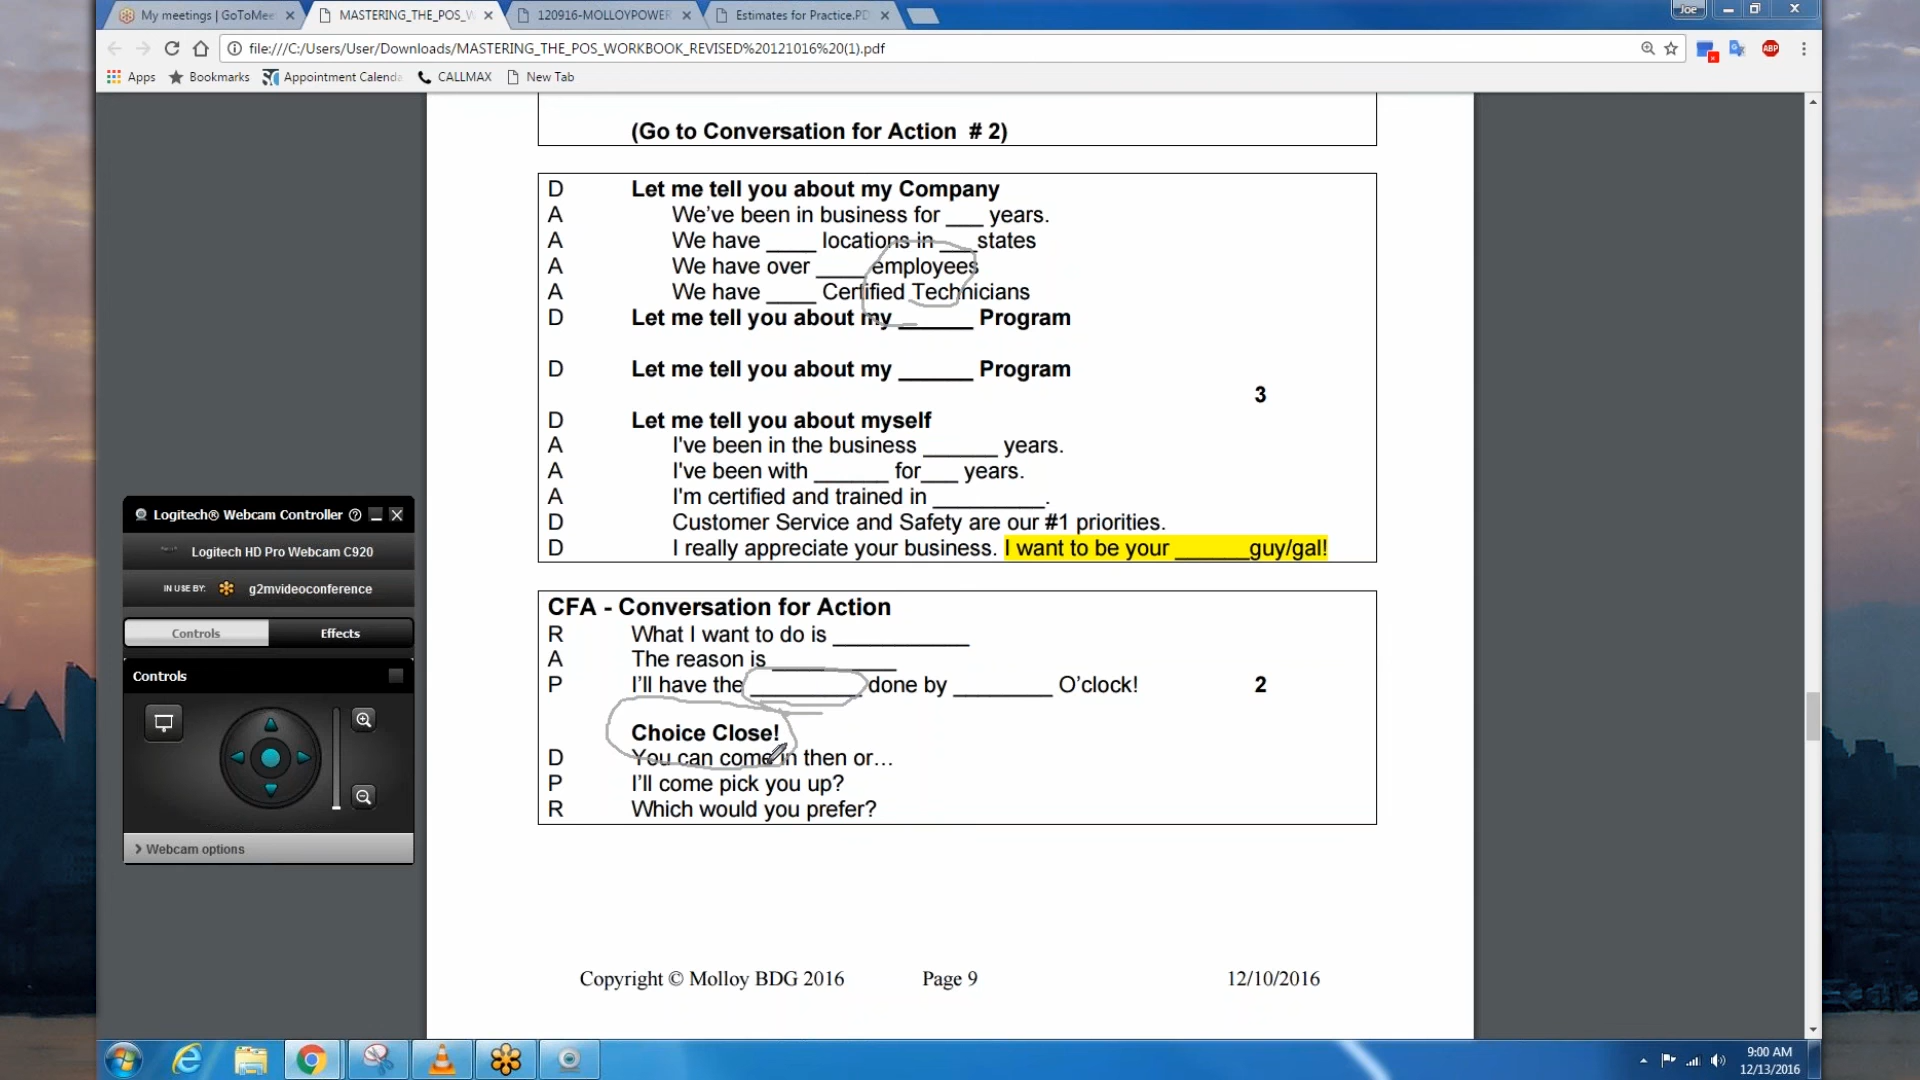 My meetings | GoToMee
MASTERING_THE_POS_W
120916-MOLLOYPOWER
Estimates for Practice.PD
Joe
file:///C:/Users/User/Downloads/MASTERING_THE_POS_WORKBOOK_REVISED%20121016%20(1).pdf
ABP
Apps
Bookmarks
Appointment Calenda
CALLMAX
New Tab
(Go to Conversation for Action # 2)
D Let me tell you about my Company
A We've been in business for ___ years.
A We have ____ locations in ___states
A We have over ____ employees
A We have ____ Certified Technicians
D Let me tell you about my ______ Program
D Let me tell you about my ______ Program
3
D Let me tell you about myself
A I've been in the business ______ years.
A I've been with ______ for___ years.
A I'm certified and trained in _________.
D Customer Service and Safety are our #1 priorities.
D I really appreciate your business. I want to be your ______guy/gal!
CFA - Conversation for Action
R What I want to do is ___________
A The reason is __________
P I'll have the _________ done by ________ O'clock! 2
Choice Close!
D You can come in then or…
P I'll come pick you up?
R Which would you prefer?
Copyright © Molloy BDG 2016 Page 9 12/10/2016
Logitech® Webcam Controller
Logitech HD Pro Webcam C920
IN USE BY: g2mvideoconference
Controls Effects
Controls
Webcam options
9:00 AM
12/13/2016